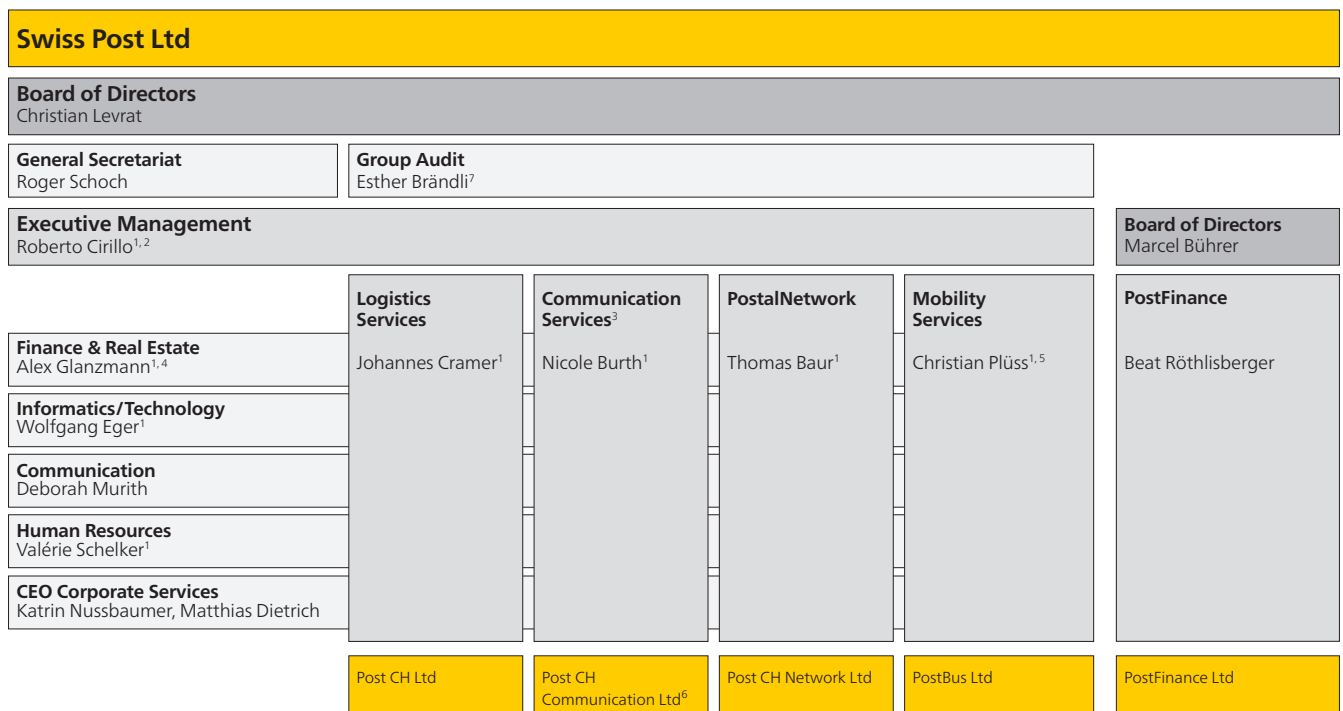 Swiss Post Ltd
Board of Directors
Christian Levrat
General Secretariat
Roger Schoch
Group Audit
Esther Brändli⁷
Executive Management
Roberto Cirillo¹,²
Board of Directors
Marcel Bührer
Logistics
Services
Johannes Cramer¹
Communication
Services³
Nicole Burth¹
PostalNetwork
Thomas Baur¹
Mobility
Services
Christian Plüss¹,⁵
PostFinance
Beat Röthlisberger
Finance & Real Estate
Alex Glanzmann¹,⁴
Informatics/Technology
Wolfgang Eger¹
Communication
Deborah Murith
Human Resources
Valérie Schelker¹
CEO Corporate Services
Katrin Nussbaumer, Matthias Dietrich
Post CH Ltd
Post CH
Communication Ltd⁶
Post CH Network Ltd
PostBus Ltd
PostFinance Ltd